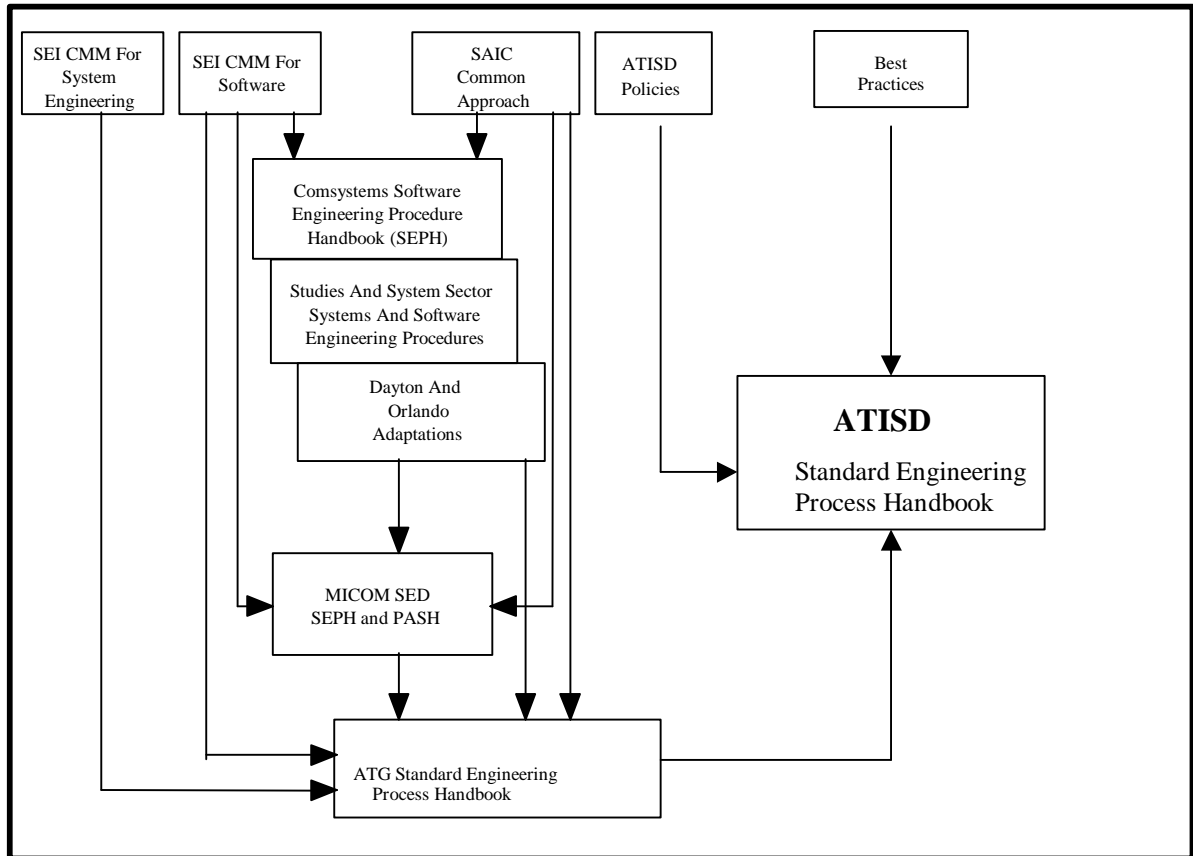 SEI CMM For
System
Engineering
SEI CMM For
Software
SAIC
Common
Approach
ATISD
Policies
Best
Practices
Comsystems Software
Engineering Procedure
Handbook (SEPH)
Studies And System Sector
Systems And Software
Engineering Procedures
Dayton And
Orlando
Adaptations
ATISD
Standard Engineering
Process Handbook
MICOM SED
SEPH and PASH
ATG Standard Engineering
Process Handbook